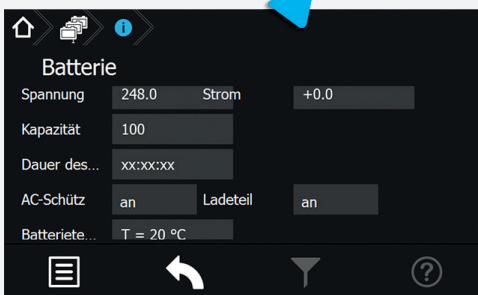 Batterie
Spannung 248.0 Strom +0.0
Kapazität 100
Dauer des... xx:xx:xx
AC-Schütz an Ladeteil an
Batteriete... T = 20 °C